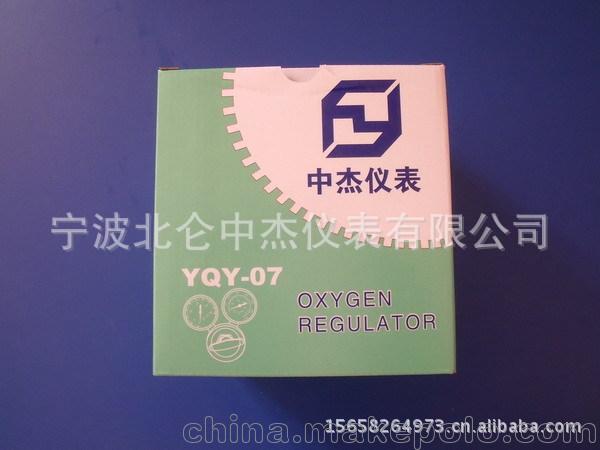 中杰仪表
宁波北仑中杰仪表有限公司
YQY-07
OXYGEN
REGULATOR
15658264973.cn.alibaba.com
china.makepolo.com